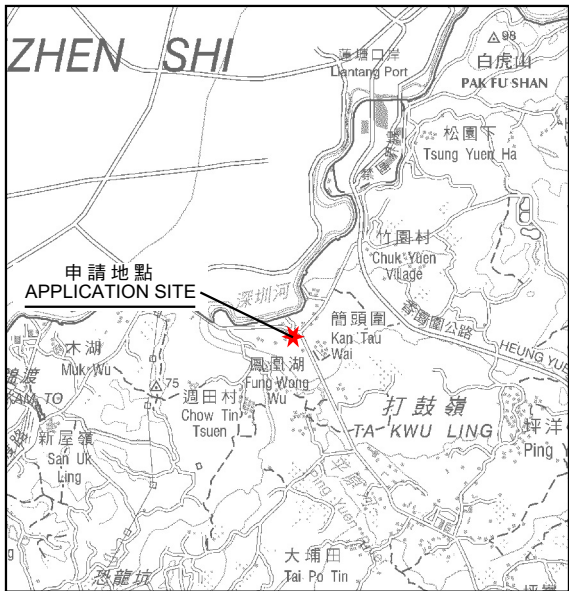 ZHEN SHI
蓮塘口岸
Liantang Port
98
白虎山
PAK FU SHAN
松園下
Tsung Yuen Ha
竹園村
Chuk Yuen
Village
申請地點
APPLICATION SITE
深圳河
香園圍公路
HEUNG YUE
簡頭圍
Kan Tau
Wai
木湖
Muk Wu
75
鳳凰湖
Fung Wong
Wu
週田村
Chow Tin
Tsuen
KAM TO
打鼓嶺
TA KWU LING
坪洋
Ping
新屋嶺
San Uk
Ling
Ping Yuen
大埔田
Tai Po Tin
恐龍坑